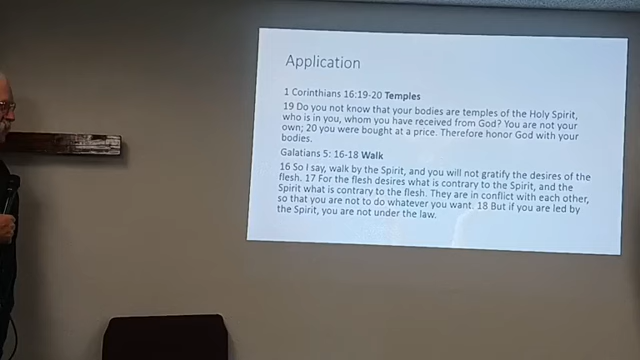 Application
1 Corinthians 16:19-20 Temples
19 Do you not know that your bodies are temples of the Holy Spirit,
who is in you, whom you have received from God? You are not your
own; 20 you were bought at a price. Therefore honor God with your
bodies.
Galatians 5: 16-18 Walk
16 So I say, walk by the Spirit, and you will not gratify the desires of the
flesh. 17 For the flesh desires what is contrary to the Spirit, and the
Spirit what is contrary to the flesh. They are in conflict with each other,
so that you are not to do whatever you want. 18 But if you are led by
the Spirit, you are not under the law.